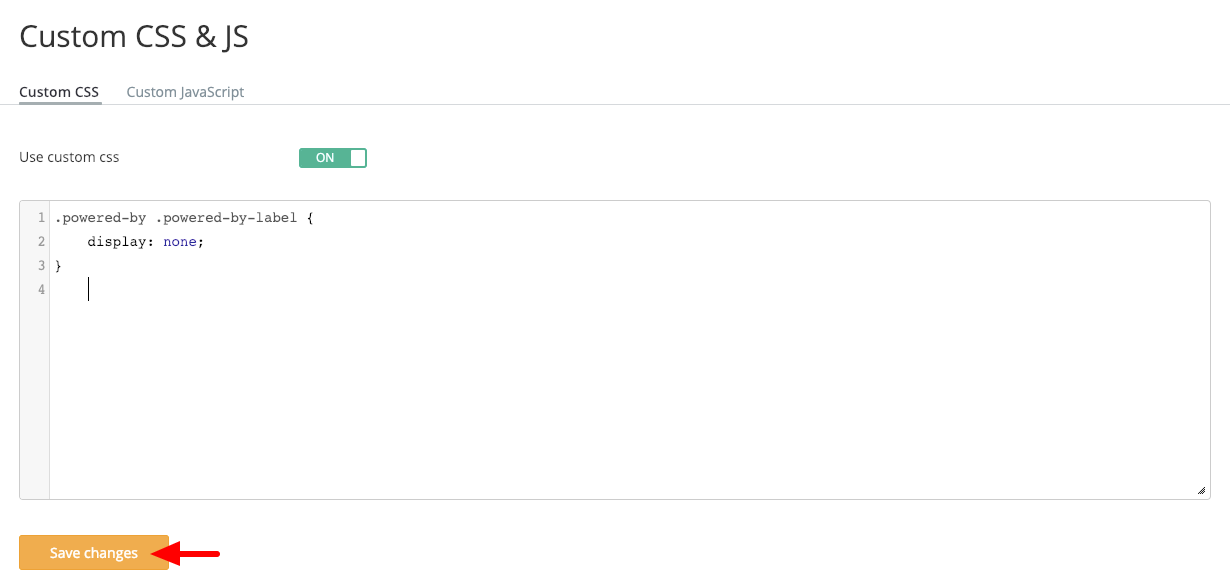 Custom CSS & JS
Custom CSS Custom JavaScript
Use custom css ON
1 .powered-by .powered-by-label {
2     display: none;
3 }
4
Save changes